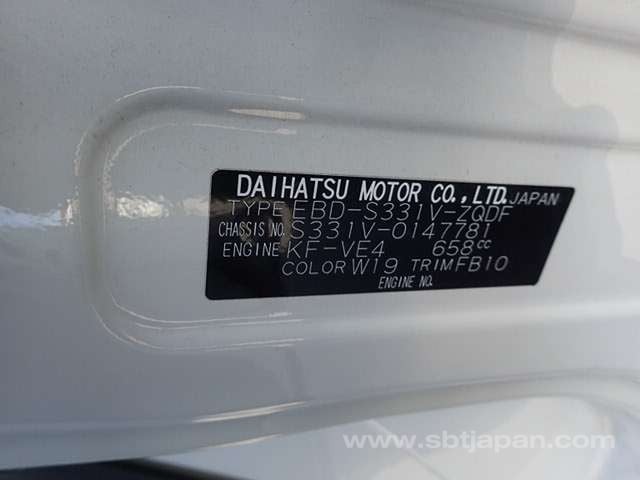 DAIHATSU MOTOR CO., LTD. JAPAN
TYPE EBD-S331V-ZQDF
CHASSIS NO. S331V-0147781
ENGINE KF-VE4 658cc
COLOR W19 TRIM FB10
ENGINE NO.
www.sbtjapan.com